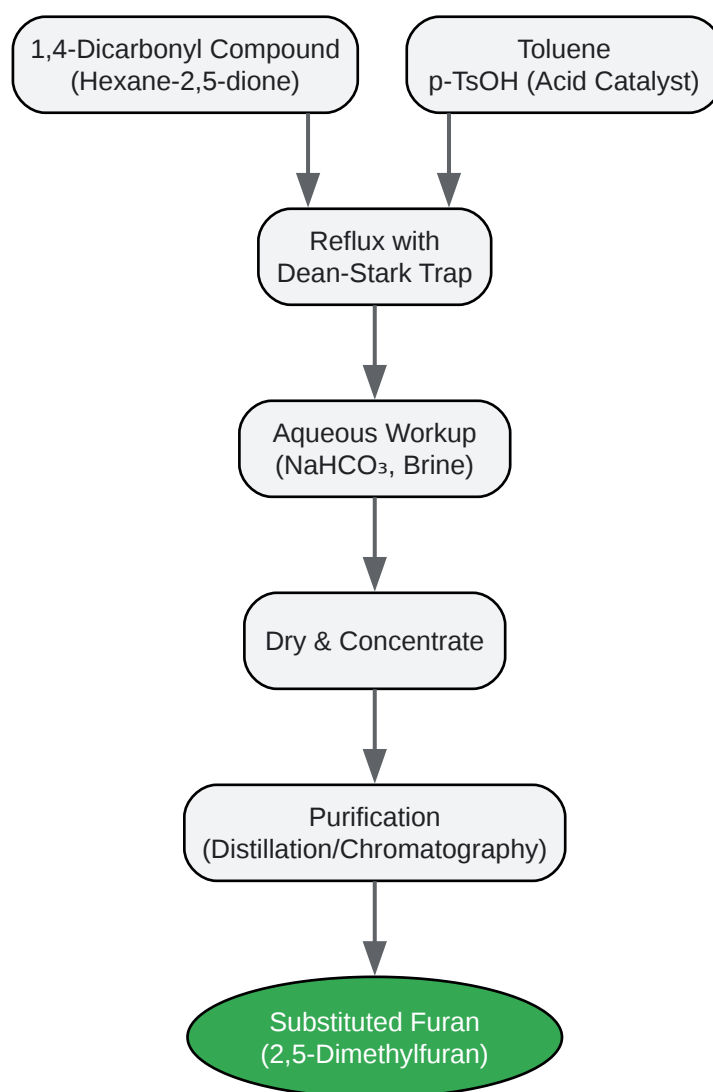 1,4-Dicarbonyl Compound
(Hexane-2,5-dione)
Toluene
p-TsOH (Acid Catalyst)
Reflux with
Dean-Stark Trap
Aqueous Workup
(NaHCO₃, Brine)
Dry & Concentrate
Purification
(Distillation/Chromatography)
Substituted Furan
(2,5-Dimethylfuran)